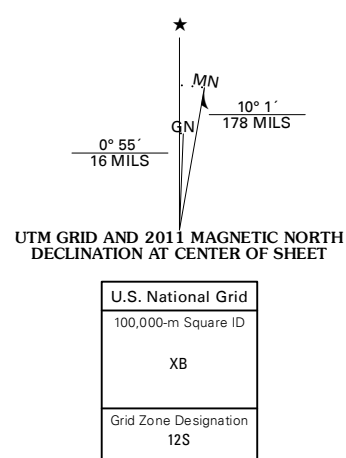 ★
MN
GN
10° 1´
178 MILS
0° 55´
16 MILS
UTM GRID AND 2011 MAGNETIC NORTH
DECLINATION AT CENTER OF SHEET
U.S. National Grid
100,000-m Square ID
XB
Grid Zone Designation
12S